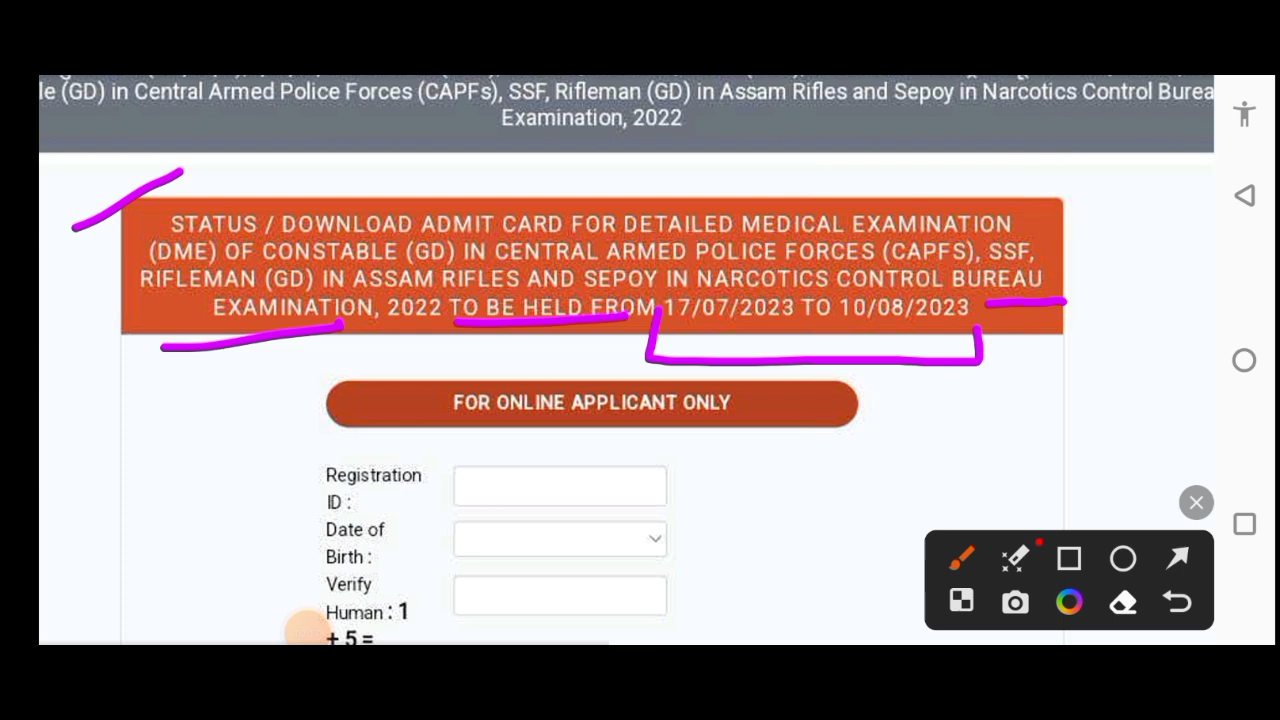 le (GD) in Central Armed Police Forces (CAPFs), SSF, Rifleman (GD) in Assam Rifles and Sepoy in Narcotics Control Burea
Examination, 2022
STATUS / DOWNLOAD ADMIT CARD FOR DETAILED MEDICAL EXAMINATION
(DME) OF CONSTABLE (GD) IN CENTRAL ARMED POLICE FORCES (CAPFS), SSF,
RIFLEMAN (GD) IN ASSAM RIFLES AND SEPOY IN NARCOTICS CONTROL BUREAU
EXAMINATION, 2022 TO BE HELD FROM 17/07/2023 TO 10/08/2023
FOR ONLINE APPLICANT ONLY
Registration
ID :
Date of
Birth :
Verify
Human : 1
+ 5 =